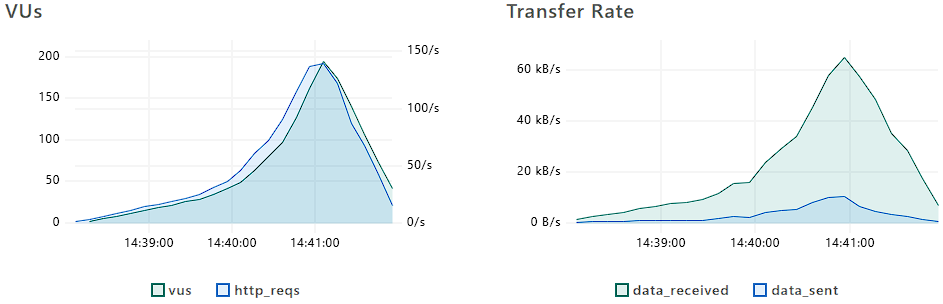 VUs
200
150
100
50
0
150/s
100/s
50/s
0/s
14:39:00 14:40:00 14:41:00
vus http_reqs
Transfer Rate
60 kB/s
40 kB/s
20 kB/s
0 B/s
14:39:00 14:40:00 14:41:00
data_received data_sent